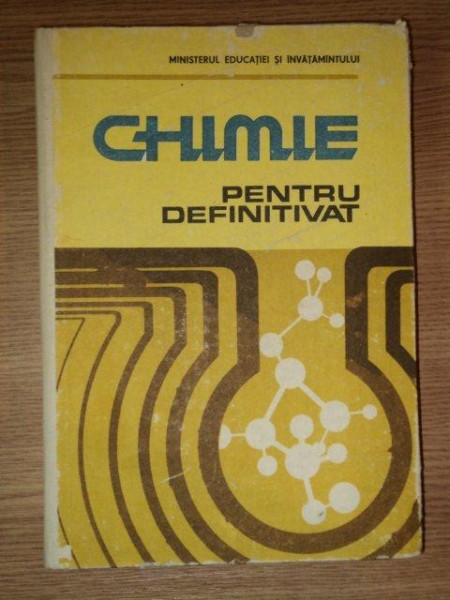 MINISTERUL EDUCAȚIEI ȘI ÎNVĂȚĂMÎNTULUI
CHIMIE
PENTRU
DEFINITIVAT